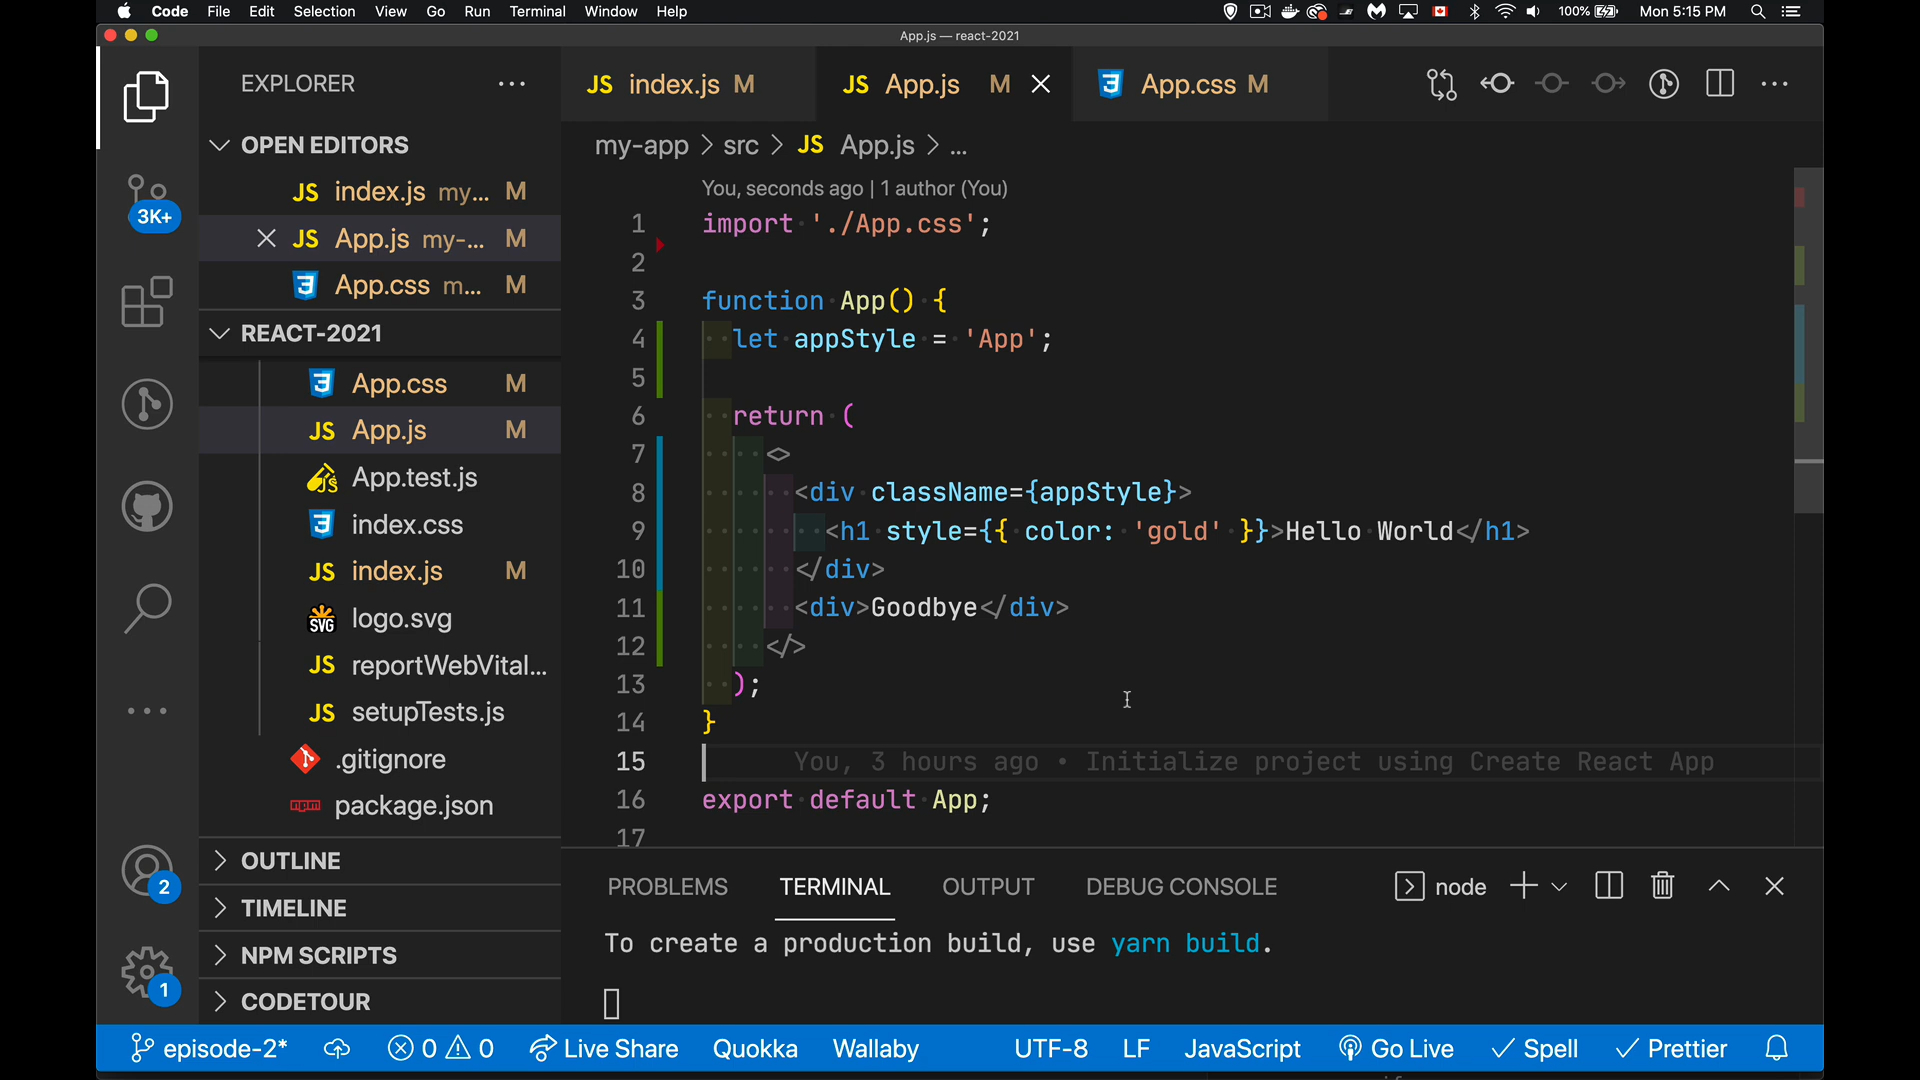 Code File Edit Selection View Go Run Terminal Window Help 100% Mon 5:15 PM
App.js — react-2021
EXPLORER ...
JS index.js M
JS App.js M
App.css M
OPEN EDITORS
JS index.js my... M
JS App.js my-... M
App.css m... M
REACT-2021
App.css M
JS App.js M
App.test.js
index.css
JS index.js M
SVG logo.svg
JS reportWebVital...
JS setupTests.js
.gitignore
npm package.json
OUTLINE
TIMELINE
NPM SCRIPTS
CODETOUR
3K+
2
1
my-app > src > JS App.js > ...
You, seconds ago | 1 author (You)
1 import './App.css';
2
3 function App() {
4 let appStyle = 'App';
5
6 return (
7 <>
8 <div className={appStyle}>
9 <h1 style={{ color: 'gold' }}>Hello World</h1>
10 </div>
11 <div>Goodbye</div>
12 </>
13 );
14 }
15 You, 3 hours ago • Initialize project using Create React App
16 export default App;
17
PROBLEMS TERMINAL OUTPUT DEBUG CONSOLE node
To create a production build, use yarn build.
episode-2* 0 0 Live Share Quokka Wallaby UTF-8 LF JavaScript Go Live Spell Prettier